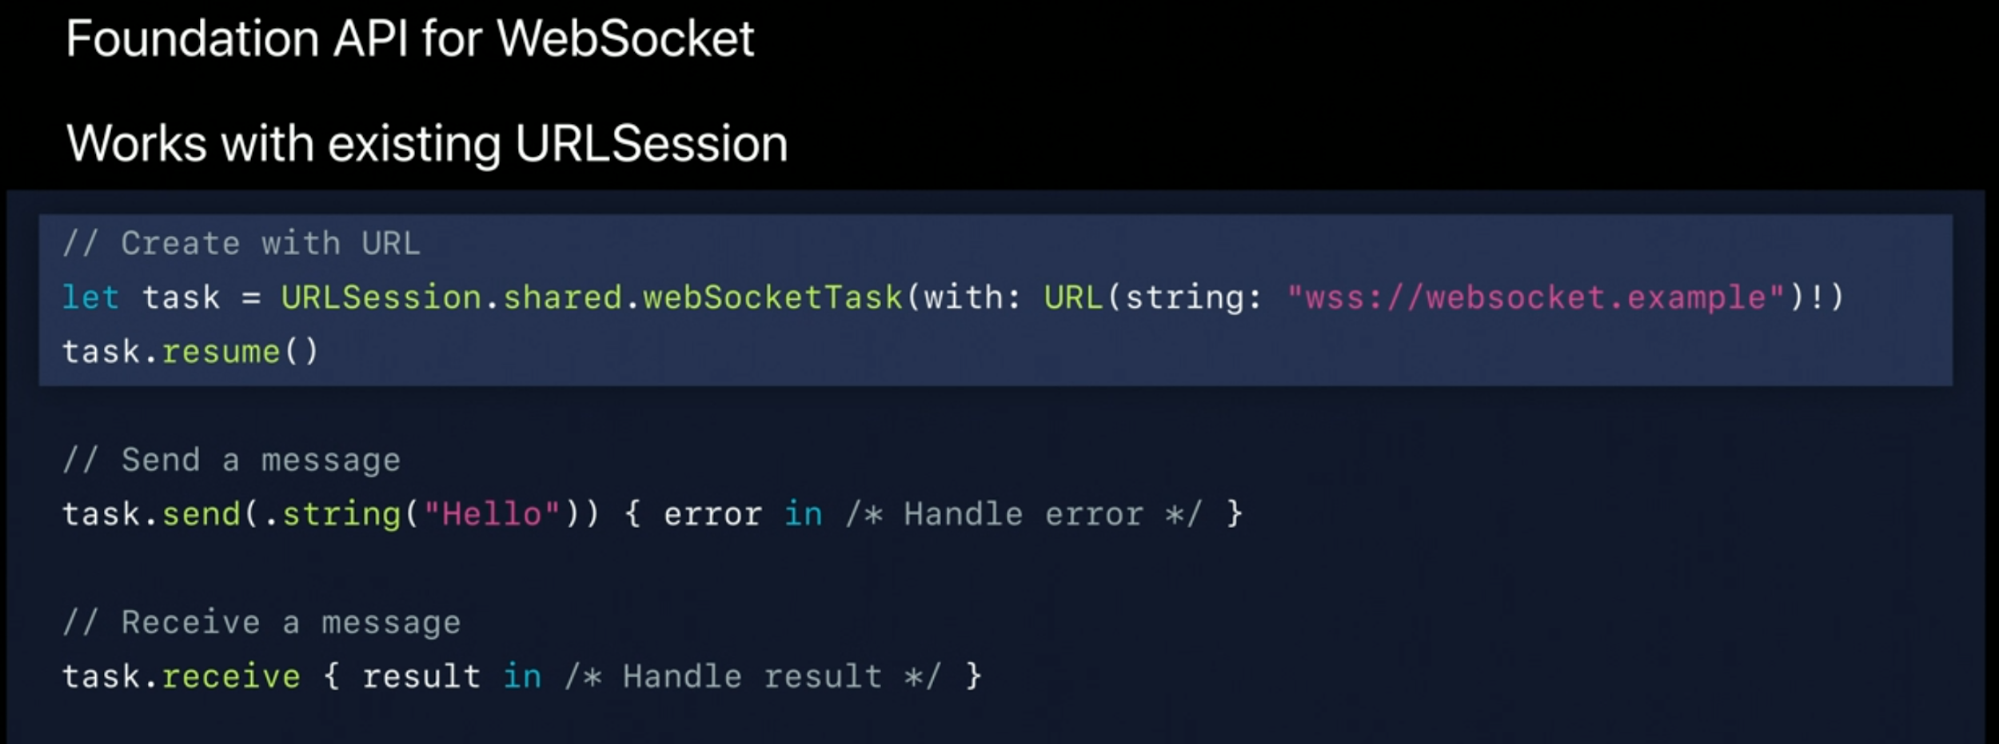 Foundation API for WebSocket
Works with existing URLSession
// Create with URL
let task = URLSession.shared.webSocketTask(with: URL(string: "wss://websocket.example")!)
task.resume()
// Send a message
task.send(.string("Hello")) { error in /* Handle error */ }
// Receive a message
task.receive { result in /* Handle result */ }